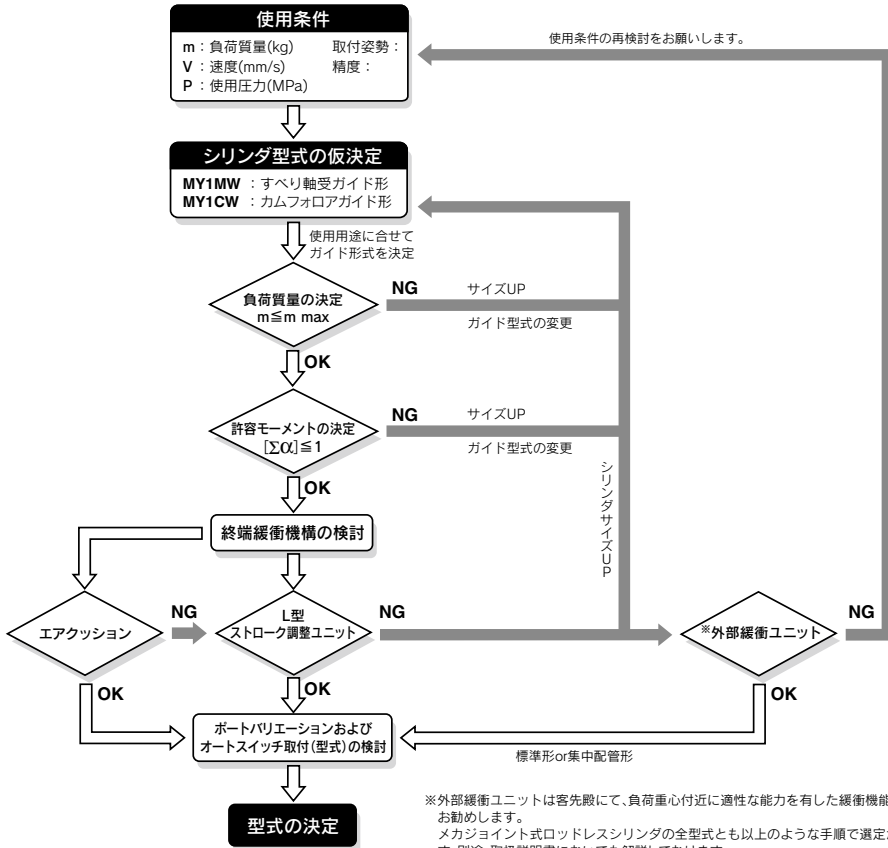 使用条件
m：負荷質量(kg)　取付姿勢：
V：速度(mm/s)　精度：
P：使用圧力(MPa)
使用条件の再検討をお願いします。
シリンダ型式の仮決定
MY1MW：すべり軸受ガイド形
MY1CW：カムフォロアガイド形
使用用途に合せて
ガイド形式を決定
負荷質量の決定
m≦m max
NG
サイズUP
ガイド型式の変更
OK
許容モーメントの決定
[Σα]≦1
NG
サイズUP
ガイド型式の変更
シリンダサイズUP
OK
終端緩衝機構の検討
エアクッション
NG
L型
ストローク調整ユニット
NG
※外部緩衝ユニット
NG
OK
OK
OK
ポートバリエーションおよび
オートスイッチ取付(型式)の検討
標準形or集中配管形
型式の決定
※外部緩衝ユニットは客先殿にて、負荷重心付近に適性な能力を有した緩衝機能
お勧めします。
メカジョイント式ロッドレスシリンダの全型式とも以上のような手順で選定